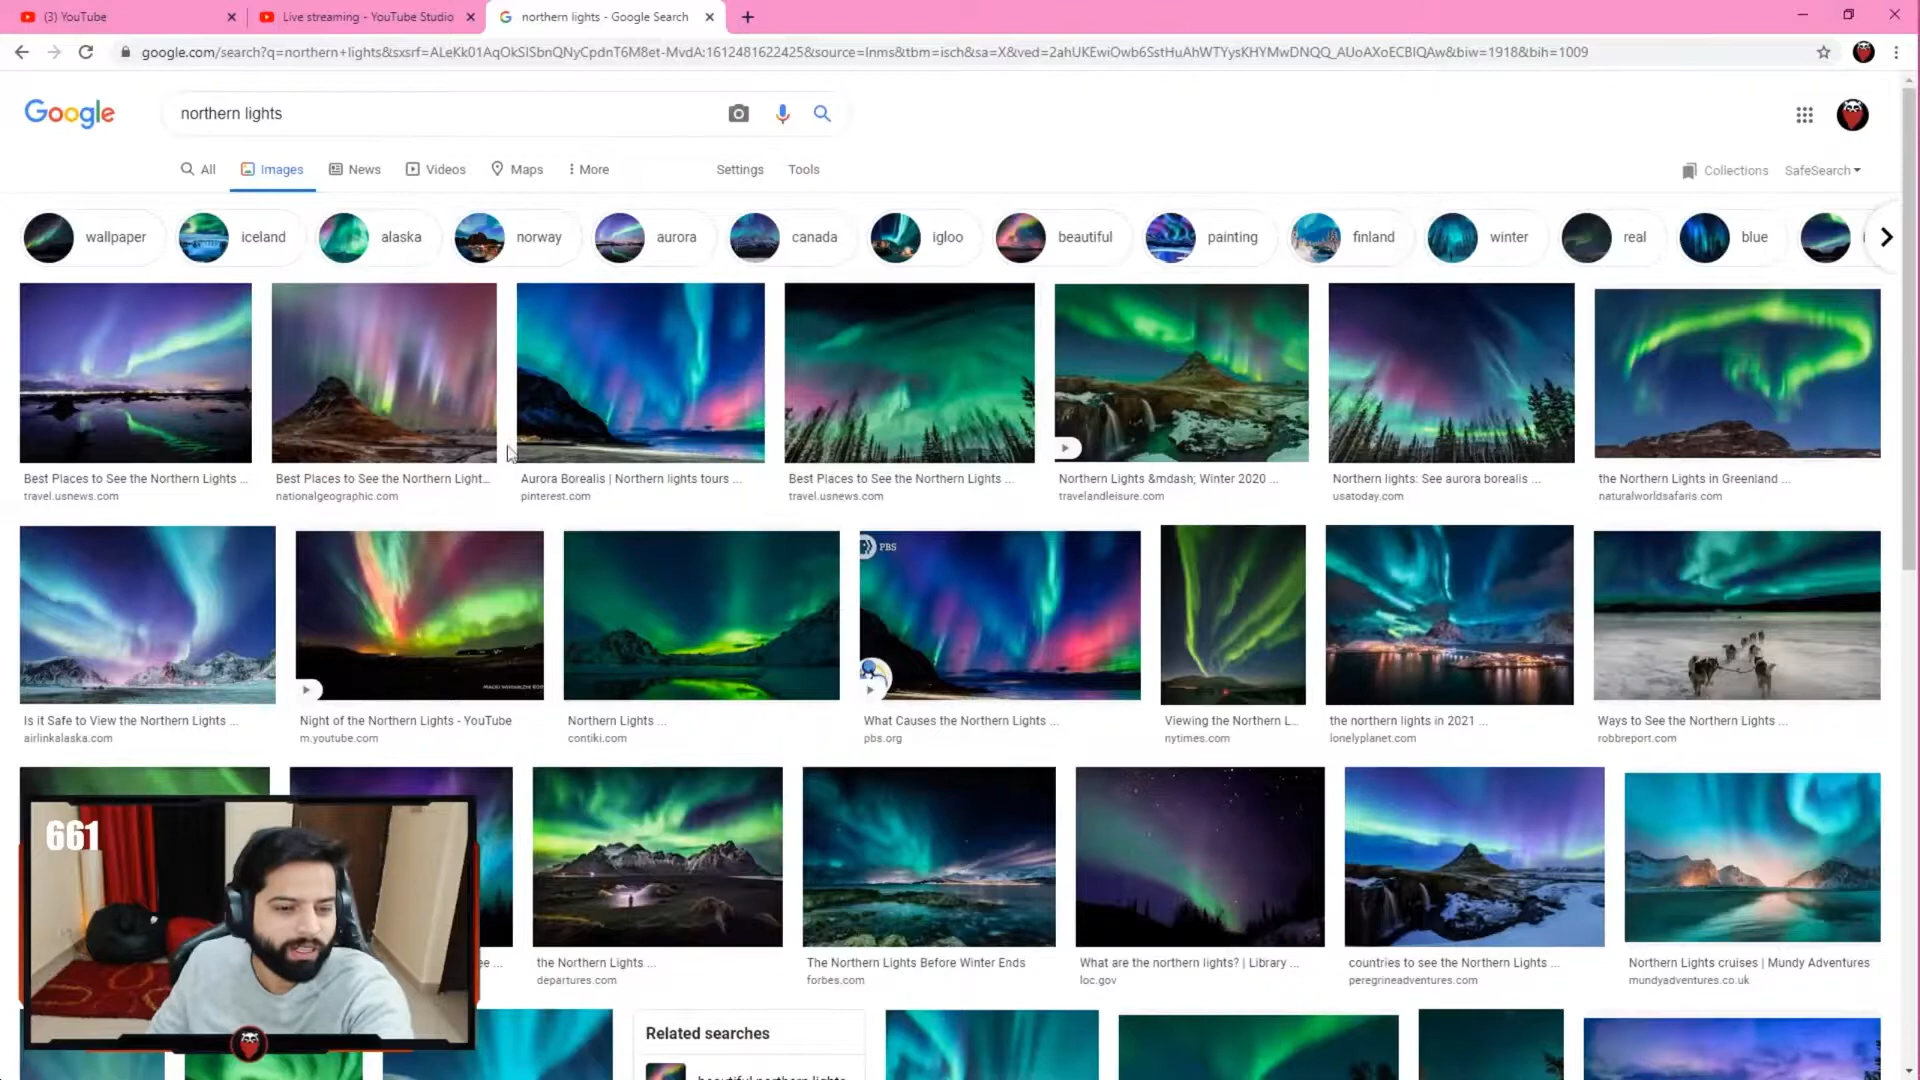 (3) YouTube
Live streaming - YouTube Studio
northern lights - Google Search
google.com/search?q=northern+lights&sxsrf=ALeKk01AqOkSISbnQNyCpdnT6M8et-MvdA:1612481622425&source=lnms&tbm=isch&sa=X&ved=2ahUKEwiOwb6SstHuAhWTYysKHYMwDNQQ_AUoAXoECBIQAw&biw=1918&bih=1009
Google
northern lights
All
Images
News
Videos
Maps
More
Settings
Tools
Collections
SafeSearch
wallpaper
iceland
alaska
norway
aurora
canada
igloo
beautiful
painting
finland
winter
real
blue
Best Places to See the Northern Lights ...
travel.usnews.com
Best Places to See the Northern Light...
nationalgeographic.com
Aurora Borealis | Northern lights tours ...
pinterest.com
Best Places to See the Northern Lights ...
travel.usnews.com
Northern Lights &mdash; Winter 2020 ...
travelandleisure.com
Northern lights: See aurora borealis ...
usatoday.com
the Northern Lights in Greenland ...
naturalworldsafaris.com
PBS
Is it Safe to View the Northern Lights ...
airlinkalaska.com
Night of the Northern Lights - YouTube
m.youtube.com
Northern Lights ...
contiki.com
What Causes the Northern Lights ...
pbs.org
Viewing the Northern L...
nytimes.com
the northern lights in 2021 ...
lonelyplanet.com
Ways to See the Northern Lights ...
robbreport.com
661
ee ...
the Northern Lights ...
departures.com
The Northern Lights Before Winter Ends
forbes.com
What are the northern lights? | Library ...
loc.gov
countries to see the Northern Lights ...
peregrineadventures.com
Northern Lights cruises | Mundy Adventures
mundyadventures.co.uk
Related searches
beautiful northern lights